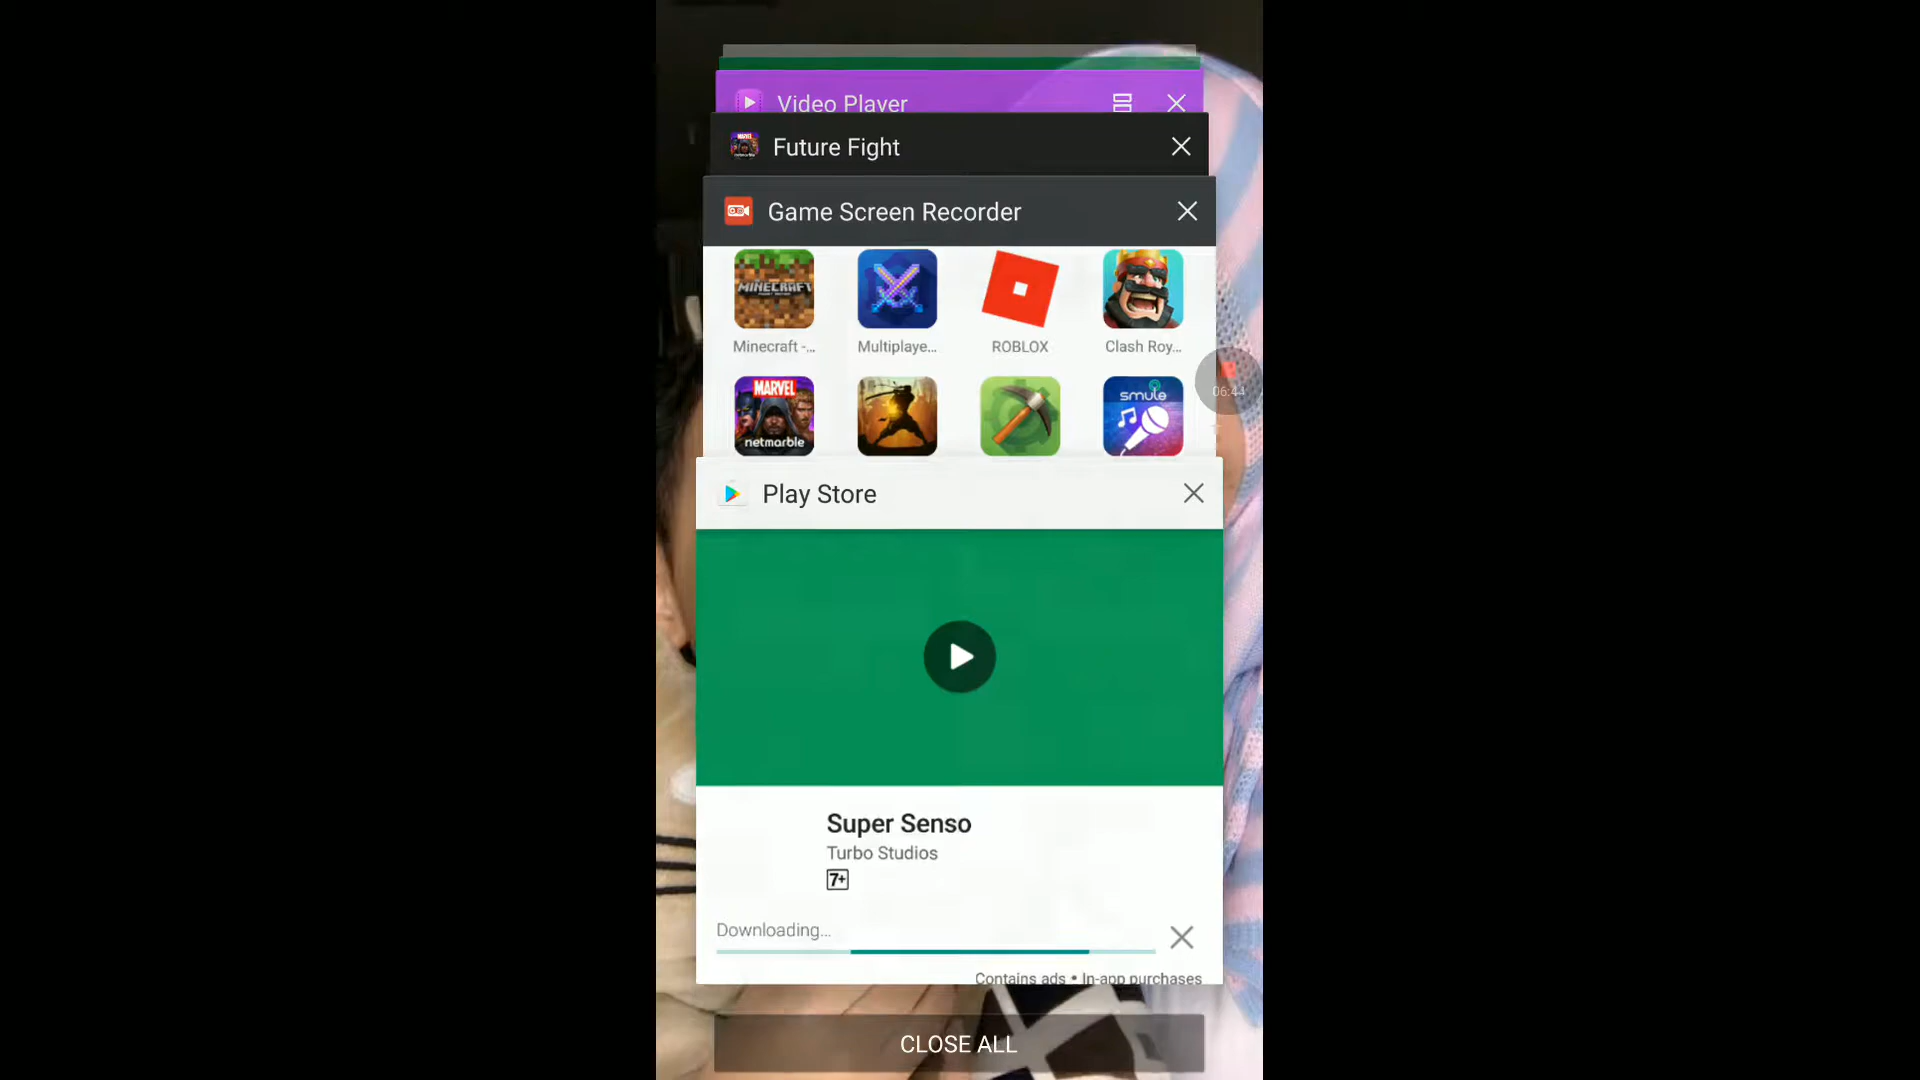 Video Player
Future Fight
Game Screen Recorder
MINECRAFT
Minecraft -...
Multiplaye...
ROBLOX
Clash Roy...
06:44
MARVEL
netmarble
smule
Play Store
Super Senso
Turbo Studios
7+
Downloading...
Contains ads • In-app purchases
CLOSE ALL